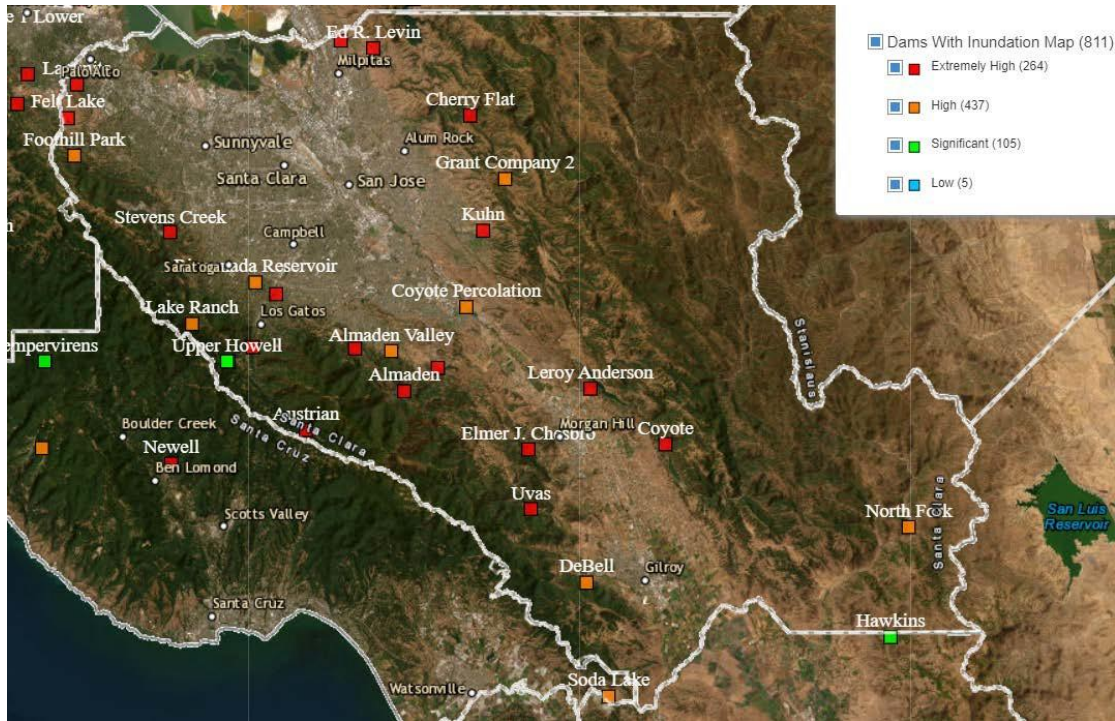 e 1 Lower
Ed R. Levin
Milpitas
Palo Alto
Felt Lake
Cherry Flat
Foothill Park
Sunnyvale
Alum Rock
Santa Clara
Grant Company 2
San Jose
Stevens Creek
Kuhn
Campbell
Saratoga
ada Reservoir
Lake Ranch
Los Gatos
Coyote Percolation
empervirens
Upper Howell
Almaden Valley
Stanislaus
Almaden
Leroy Anderson
Austrian
Santa Clara
Santa Cruz
Boulder Creek
Morgan Hill
Elmer J. Chesbro
Coyote
Newell
Ben Lomond
Uvas
Scotts Valley
North Fork
Santa Clara
San Luis
Reservoir
DeBell
Gilroy
Santa Cruz
Hawkins
Watsonville
Soda Lake
Dams With Inundation Map (811)
Extremely High (264)
High (437)
Significant (105)
Low (5)